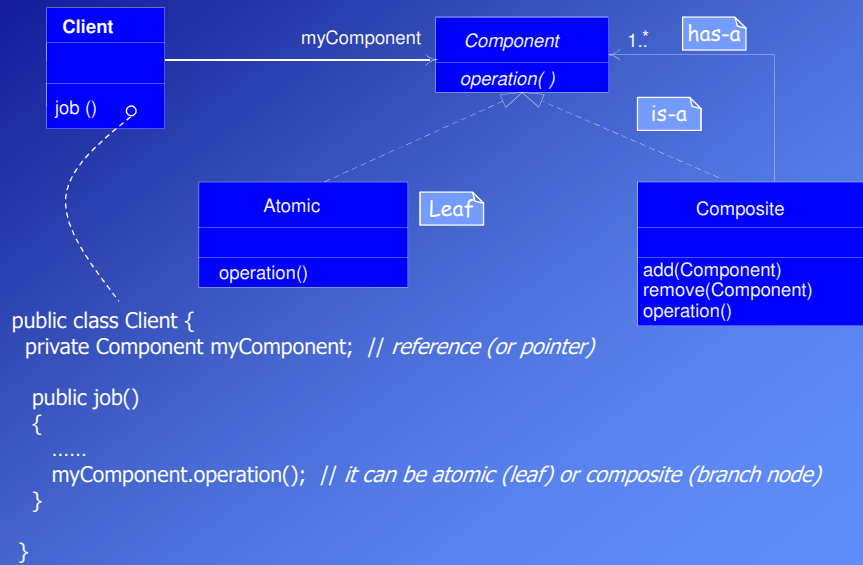 Client
job ()
myComponent
Component
operation( )
1..*
has-a
is-a
Atomic
operation()
Leaf
Composite
add(Component)
remove(Component)
operation()
public class Client {
private Component myComponent; // reference (or pointer)
public job()
{
......
myComponent.operation(); // it can be atomic (leaf) or composite (branch node)
}
}